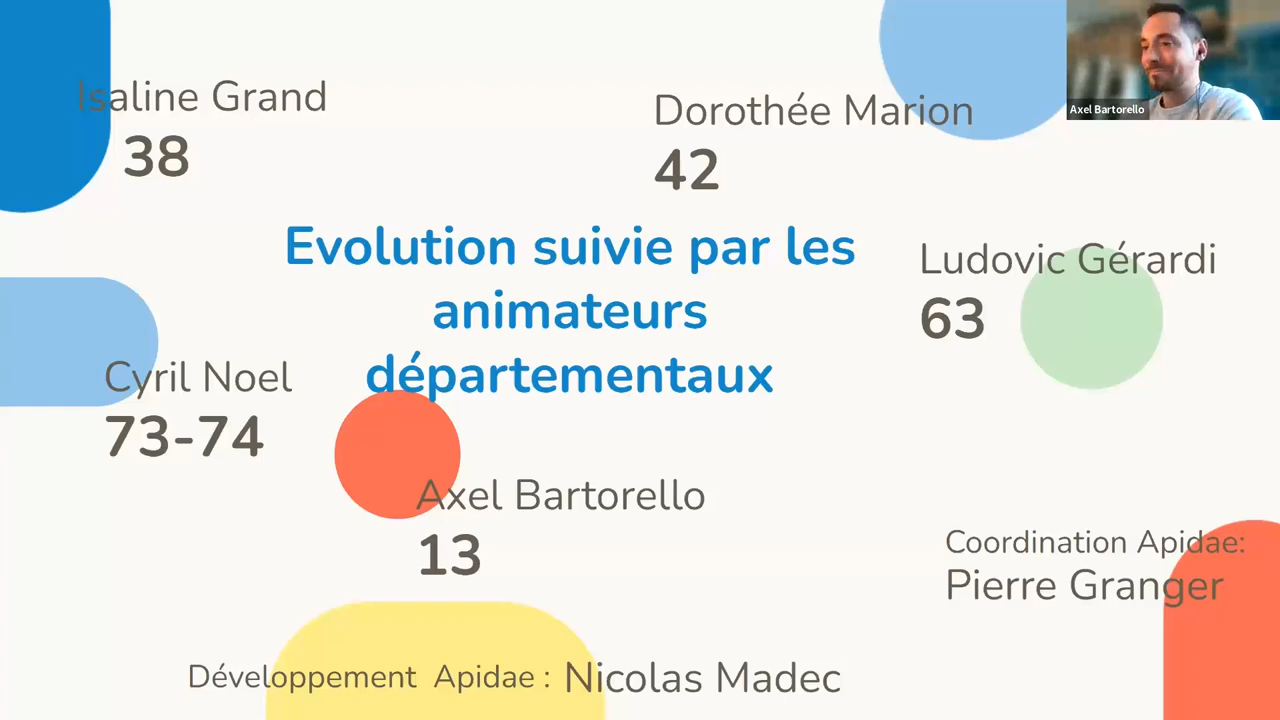 Isaline Grand
38
Dorothée Marion
42
Axel Bartorello
Evolution suivie par les
animateurs
départementaux
Ludovic Gérardi
63
Cyril Noel
73-74
Axel Bartorello
13
Coordination Apidae:
Pierre Granger
Développement Apidae : Nicolas Madec